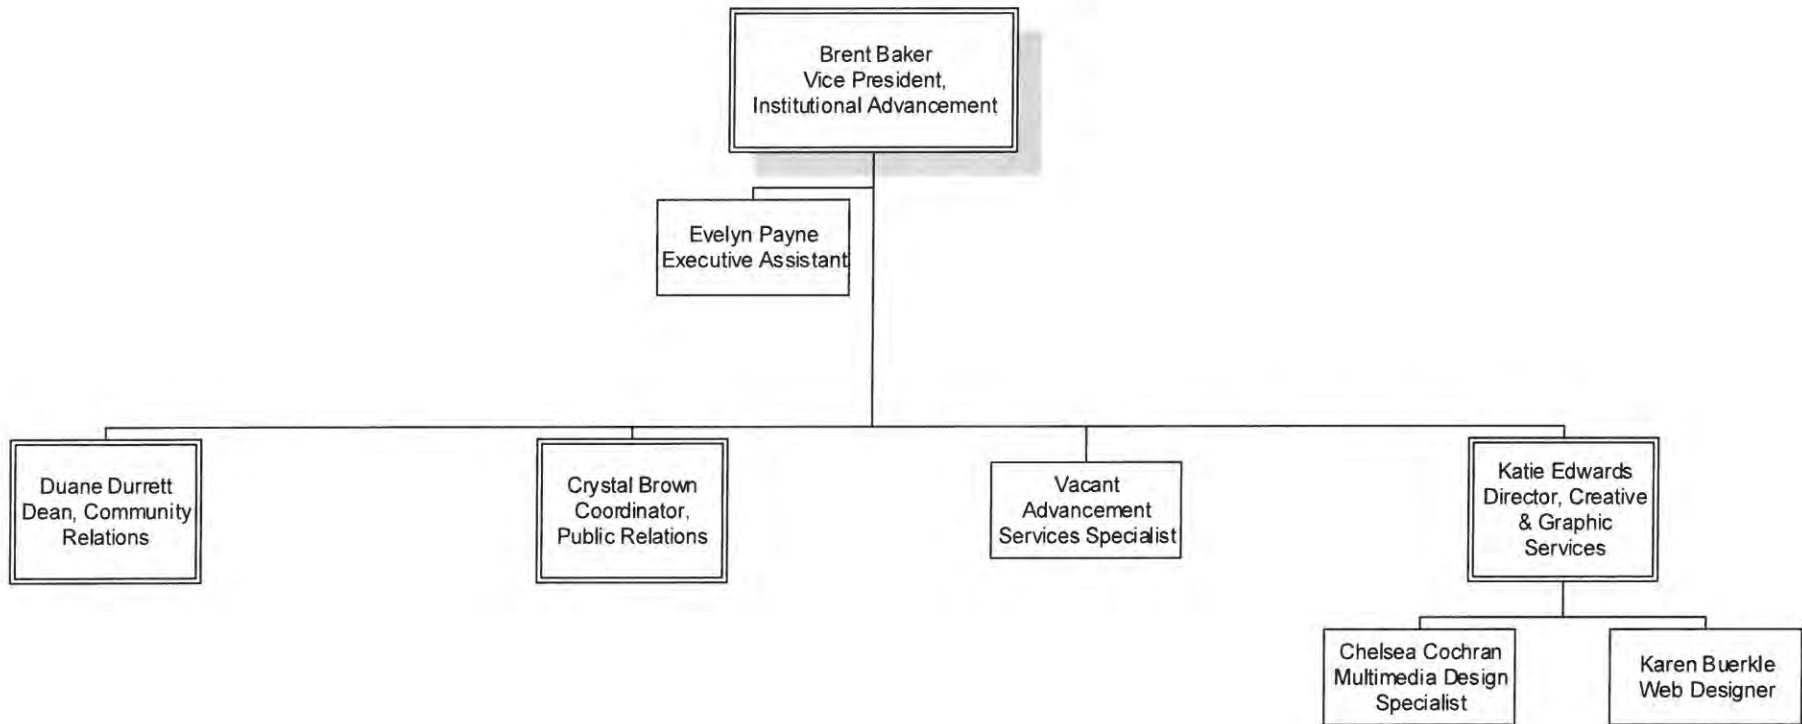 Brent Baker
Vice President,
Institutional Advancement
Evelyn Payne
Executive Assistant
Duane Durrett
Dean, Community
Relations
Crystal Brown
Coordinator,
Public Relations
Vacant
Advancement
Services Specialist
Katie Edwards
Director, Creative
& Graphic
Services
Chelsea Cochran
Multimedia Design
Specialist
Karen Buerkle
Web Designer